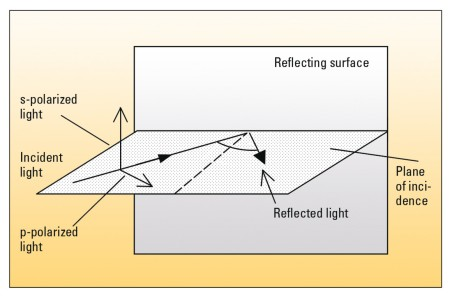 Reflecting surface
s-polarized
light
Incident
light
Plane
of inci-
dence
Reflected light
p-polarized
light